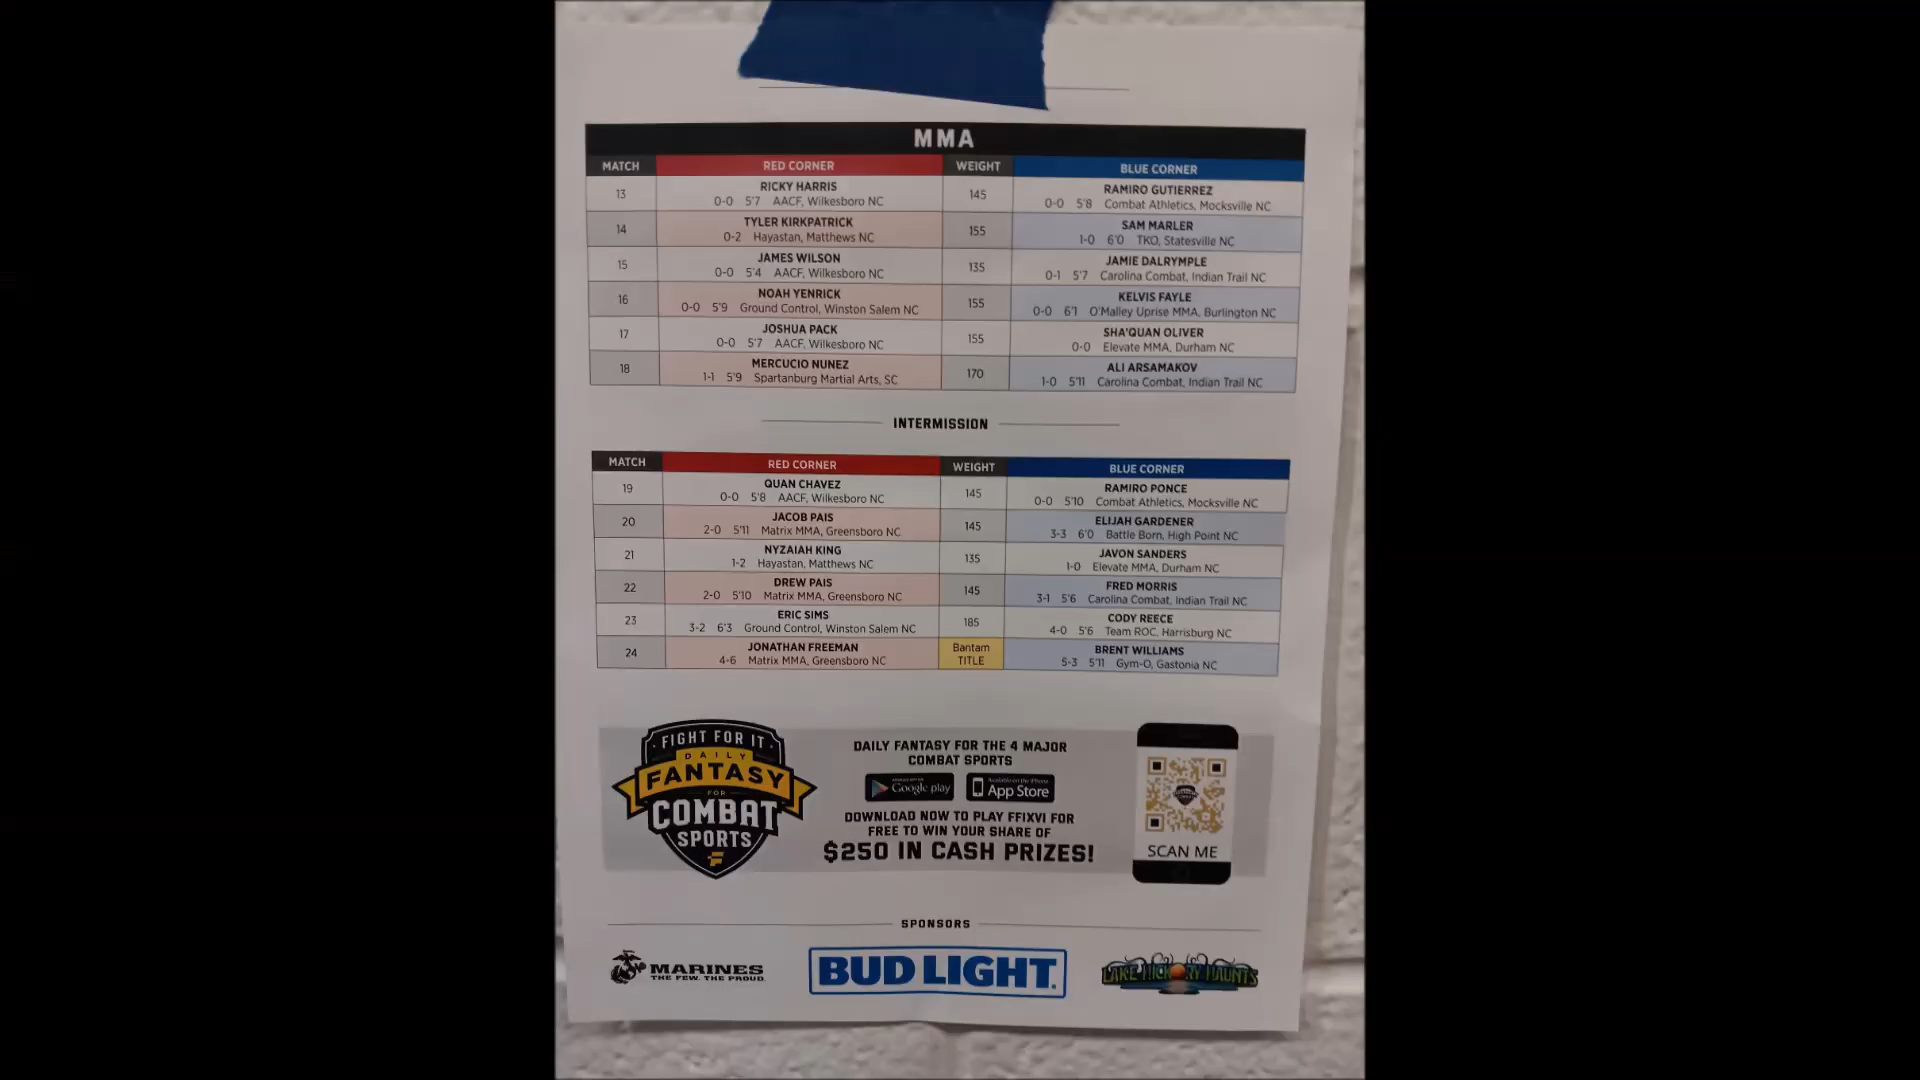 MMA
MATCH RED CORNER WEIGHT BLUE CORNER
13 RICKY HARRIS 145 RAMIRO GUTIERREZ
0-0 5'7 AACF, Wilkesboro NC 0-0 5'8 Combat Athletics, Mocksville NC
14 TYLER KIRKPATRICK 155 SAM MARLER
0-2 Hayastan, Matthews NC 1-0 6'0 TKO, Statesville NC
15 JAMES WILSON 135 JAMIE DALRYMPLE
0-0 5'4 AACF, Wilkesboro NC 0-1 5'7 Carolina Combat, Indian Trail NC
16 NOAH YENRICK 155 KELVIS FAYLE
0-0 5'9 Ground Control, Winston Salem NC 0-0 6'1 O'Malley Uprise MMA, Burlington NC
17 JOSHUA PACK 155 SHA'QUAN OLIVER
0-0 5'7 AACF, Wilkesboro NC 0-0 Elevate MMA, Durham NC
18 MERCUCIO NUNEZ 170 ALI ARSAMAKOV
1-1 5'9 Spartanburg Martial Arts, SC 1-0 5'11 Carolina Combat, Indian Trail NC
INTERMISSION
MATCH RED CORNER WEIGHT BLUE CORNER
19 QUAN CHAVEZ 145 RAMIRO PONCE
0-0 5'8 AACF, Wilkesboro NC 0-0 5'10 Combat Athletics, Mocksville NC
20 JACOB PAIS 145 ELIJAH GARDENER
2-0 5'11 Matrix MMA, Greensboro NC 3-3 6'0 Battle Born, High Point NC
21 NYZAIAH KING 135 JAVON SANDERS
1-2 Hayastan, Matthews NC 1-0 Elevate MMA, Durham NC
22 DREW PAIS 145 FRED MORRIS
2-0 5'10 Matrix MMA, Greensboro NC 3-1 5'6 Carolina Combat, Indian Trail NC
23 ERIC SIMS 185 CODY REECE
3-2 6'3 Ground Control, Winston Salem NC 4-0 5'6 Team ROC, Harrisburg NC
24 JONATHAN FREEMAN Bantam TITLE BRENT WILLIAMS
4-6 Matrix MMA, Greensboro NC 5-3 5'11 Gym-O, Gastonia NC
FIGHT FOR IT
DAILY
FANTASY
FOR
COMBAT
SPORTS
DAILY FANTASY FOR THE 4 MAJOR
COMBAT SPORTS
Google play
Available on the iPhone
App Store
DOWNLOAD NOW TO PLAY FFIXVI FOR
FREE TO WIN YOUR SHARE OF
$250 IN CASH PRIZES!
SCAN ME
SPONSORS
MARINES
THE FEW. THE PROUD.
BUD LIGHT.
LAKE HICKORY HAUNTS